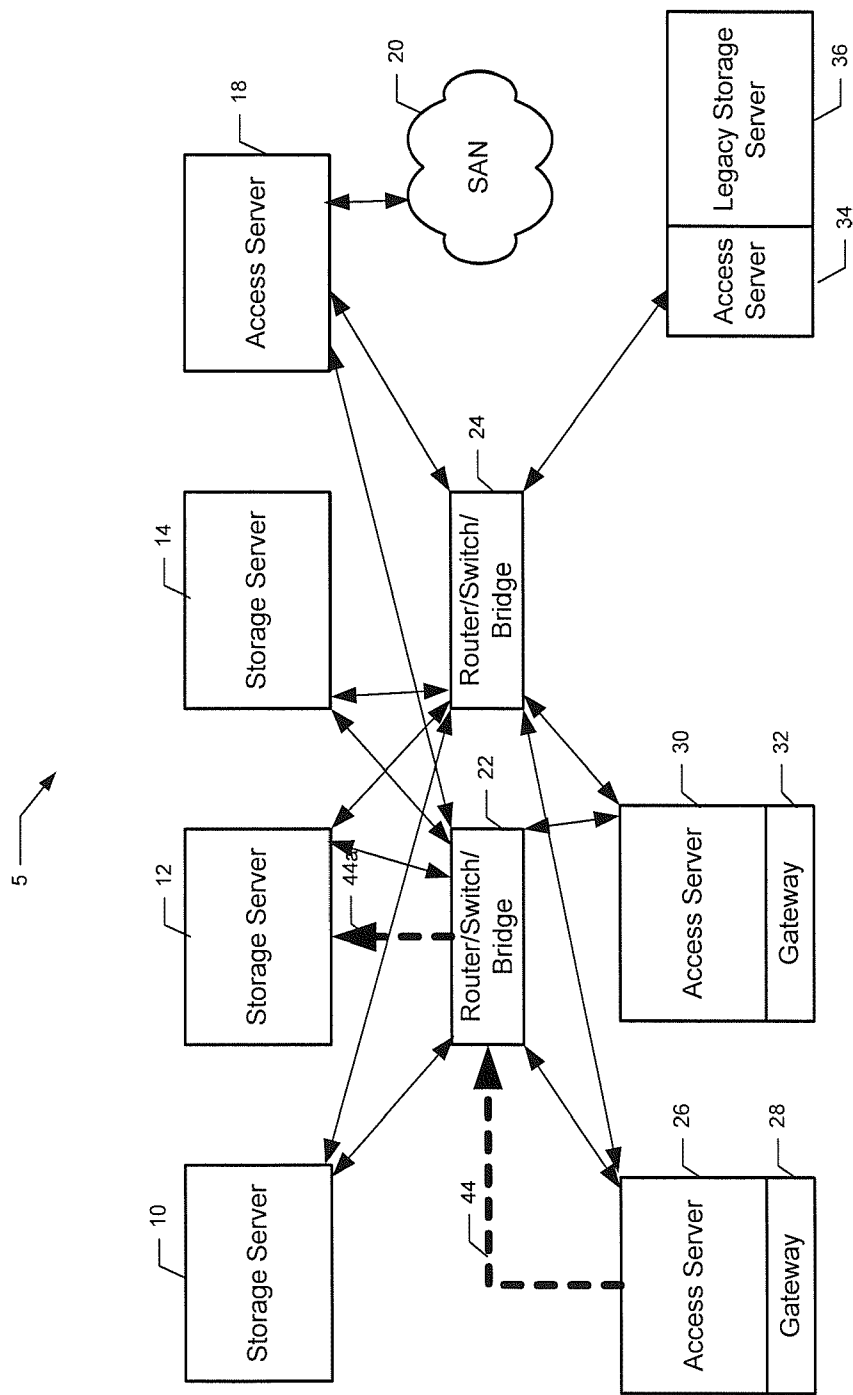 5
10
Storage Server
12
Storage Server
14
Storage Server
18
Access Server
20
SAN
44a
22
Router/Switch/
Bridge
24
Router/Switch/
Bridge
44
26
Access Server
28
Gateway
30
Access Server
32
Gateway
34
Access
Server
36
Legacy Storage
Server